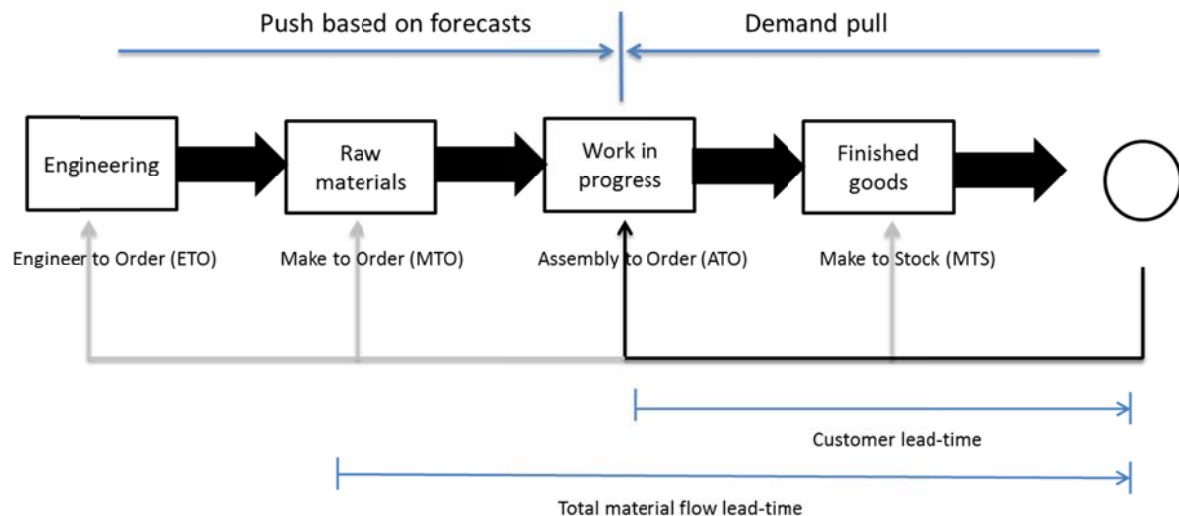 Push based on forecasts
Demand pull
Engineering
Raw
materials
Work in
progress
Finished
goods
Engineer to Order (ETO)
Make to Order (MTO)
Assembly to Order (ATO)
Make to Stock (MTS)
Customer lead-time
Total material flow lead-time